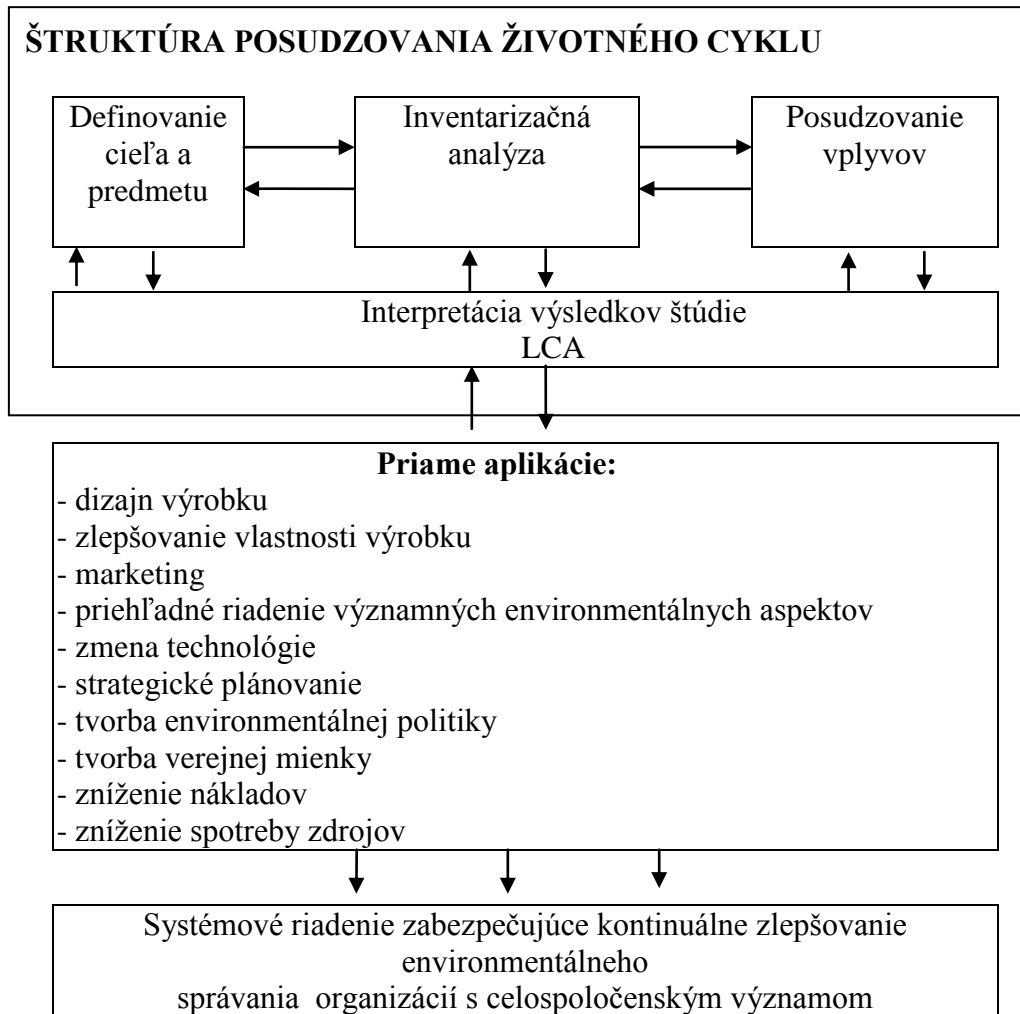 ŠTRUKTÚRA POSUDZOVANIA ŽIVOTNÉHO CYKLU
Definovanie
cieľa a
predmetu
Inventarizačná
analýza
Posudzovanie
vplyvov
Interpretácia výsledkov štúdie
LCA
Priame aplikácie:
- dizajn výrobku
- zlepšovanie vlastnosti výrobku
- marketing
- priehľadné riadenie významných environmentálnych aspektov
- zmena technológie
- strategické plánovanie
- tvorba environmentálnej politiky
- tvorba verejnej mienky
- zníženie nákladov
- zníženie spotreby zdrojov
Systémové riadenie zabezpečujúce kontinuálne zlepšovanie
environmentálneho
správania organizácií s celospoločenským významom